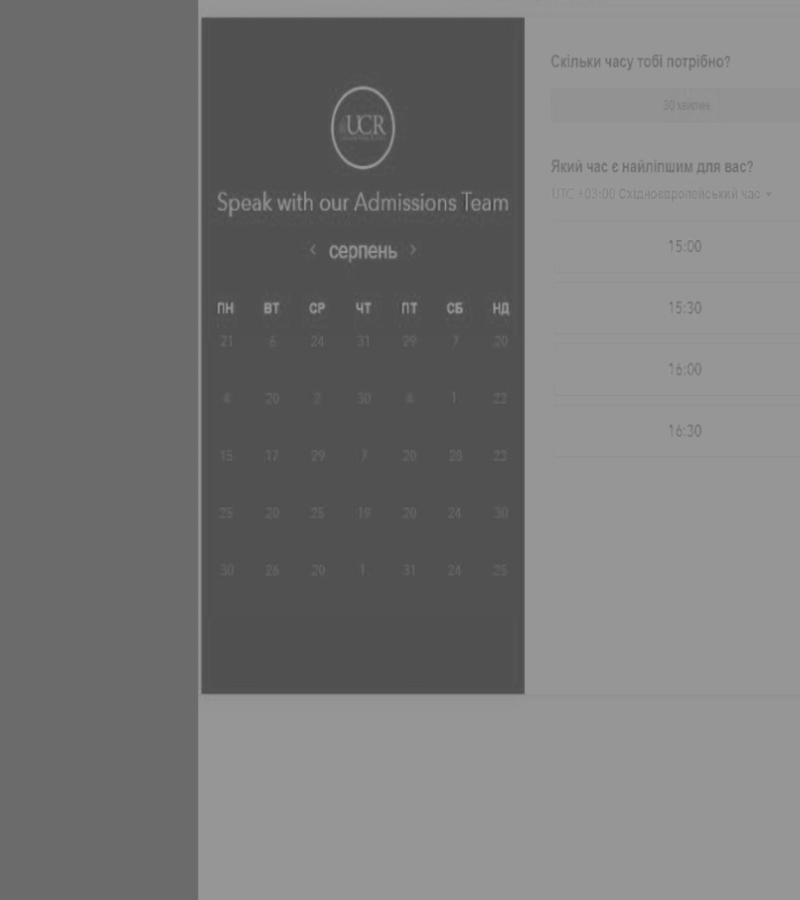 UCR
Speak with our Admissions Team
‹ серпень ›
ПН ВТ СР ЧТ ПТ СБ НД
21 6 24 31 29 7 20
4 20 2 30 4 1 22
15 17 29 7 20 28 22
25 20 25 19 20 24 30
30 26 20 1 31 24 25
Скільки часу тобі потрібно?
30 хвилин
Який час є найліпшим для вас?
UTC +03:00 Східноєвропейський час
15:00
15:30
16:00
16:30